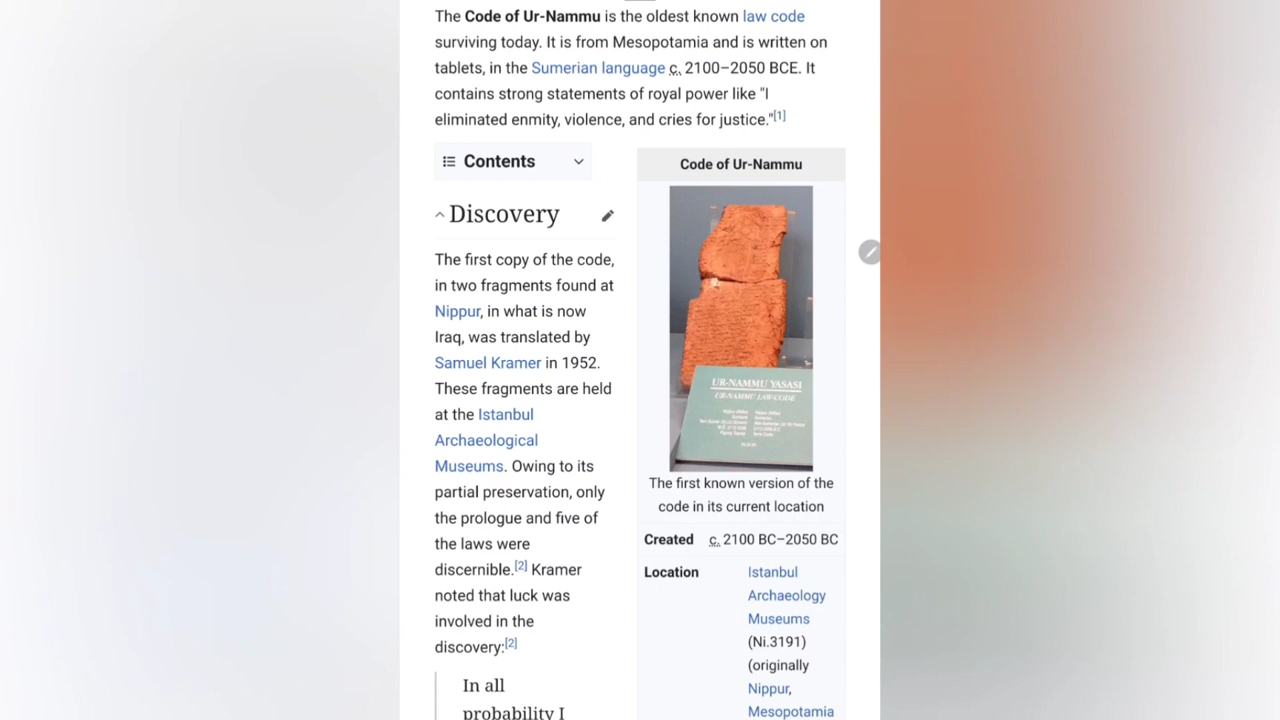 The Code of Ur-Nammu is the oldest known law code
surviving today. It is from Mesopotamia and is written on
tablets, in the Sumerian language c. 2100–2050 BCE. It
contains strong statements of royal power like "I
eliminated enmity, violence, and cries for justice."[1]
Contents
Discovery
The first copy of the code,
in two fragments found at
Nippur, in what is now
Iraq, was translated by
Samuel Kramer in 1952.
These fragments are held
at the Istanbul
Archaeological
Museums. Owing to its
partial preservation, only
the prologue and five of
the laws were
discernible.[2] Kramer
noted that luck was
involved in the
discovery:[2]
In all
probability I
Code of Ur-Nammu
UR-NAMMU YASASI
UR-NAMMU LAW-CODE
The first known version of the
code in its current location
Created c. 2100 BC–2050 BC
Location Istanbul
Archaeology
Museums
(Ni.3191)
(originally
Nippur,
Mesopotamia